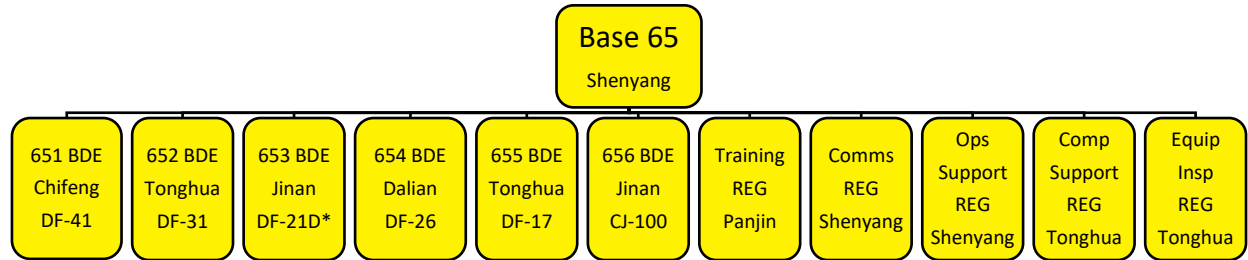 Base 65
Shenyang
651 BDE
Chifeng
DF-41
652 BDE
Tonghua
DF-31
653 BDE
Jinan
DF-21D*
654 BDE
Dalian
DF-26
655 BDE
Tonghua
DF-17
656 BDE
Jinan
CJ-100
Training
REG
Panjin
Comms
REG
Shenyang
Ops
Support
REG
Shenyang
Comp
Support
REG
Tonghua
Equip
Insp
REG
Tonghua